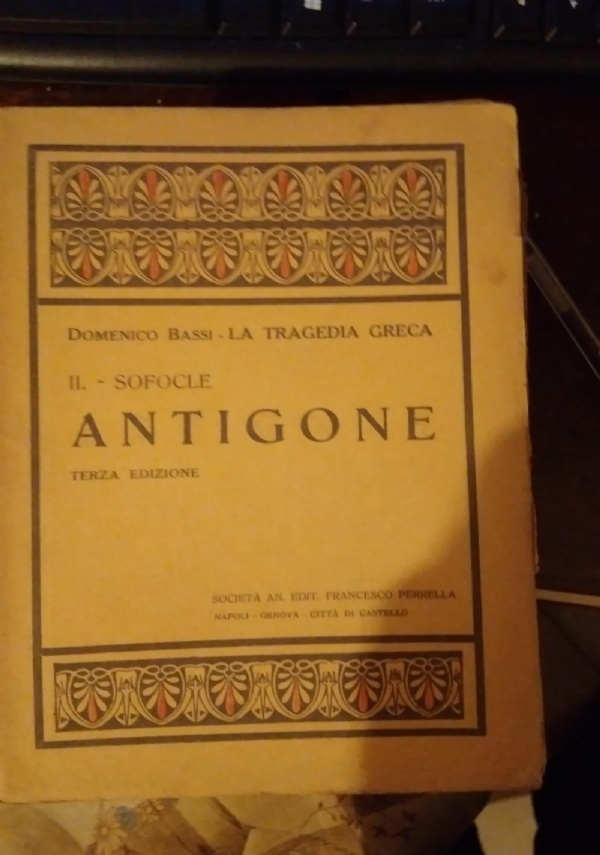 DOMENICO BASSI - LA TRAGEDIA GRECA
II. - SOFOCLE
ANTIGONE
TERZA EDIZIONE
SOCIETÀ AN. EDIT. FRANCESCO PERRELLA
NAPOLI - GENOVA - CITTÀ DI CASTELLO